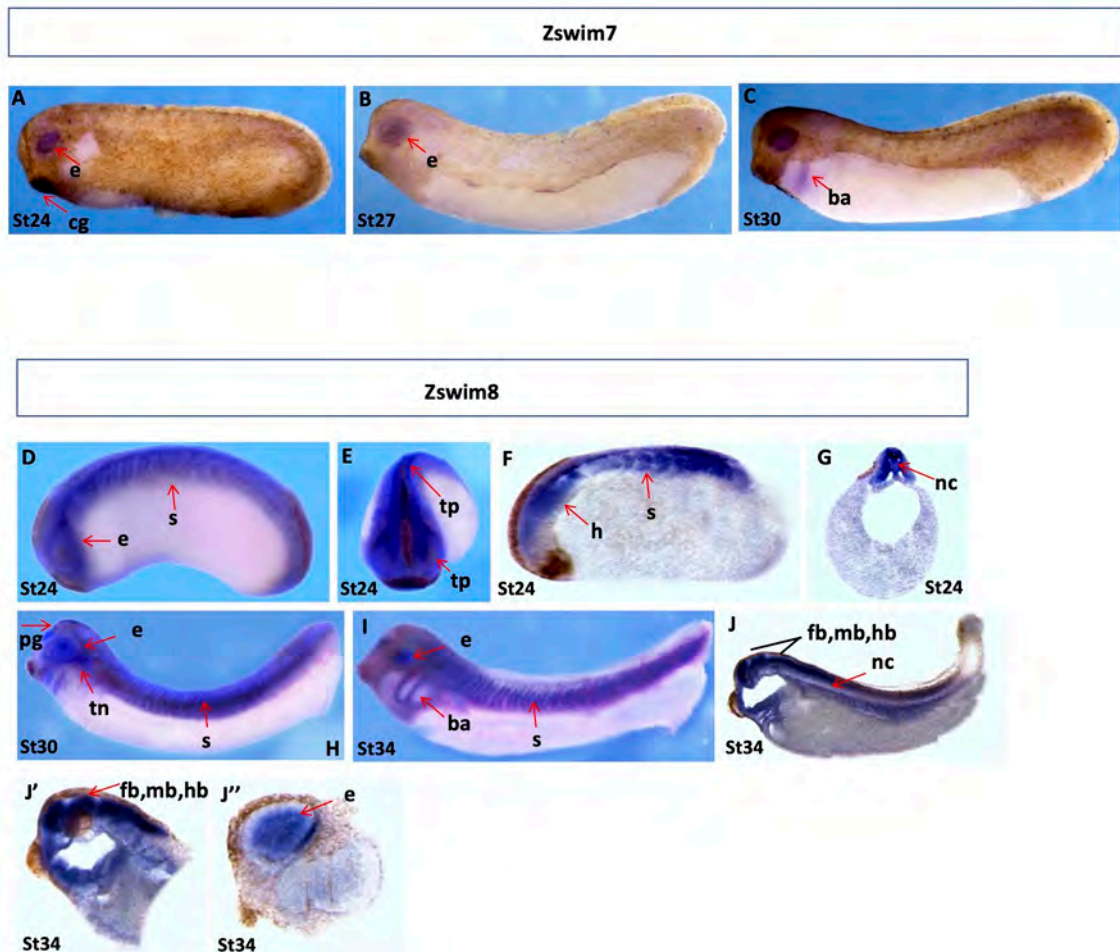 Zswim7
A
e
cg
St24
B
e
St27
C
ba
St30
Zswim8
D
s
e
St24
E
tp
tp
St24
F
s
h
St24
G
nc
St24
pg
e
tn
s
St30
H
I
e
ba
s
St34
J
fb,mb,hb
nc
St34
J'
fb,mb,hb
St34
J''
e
St34